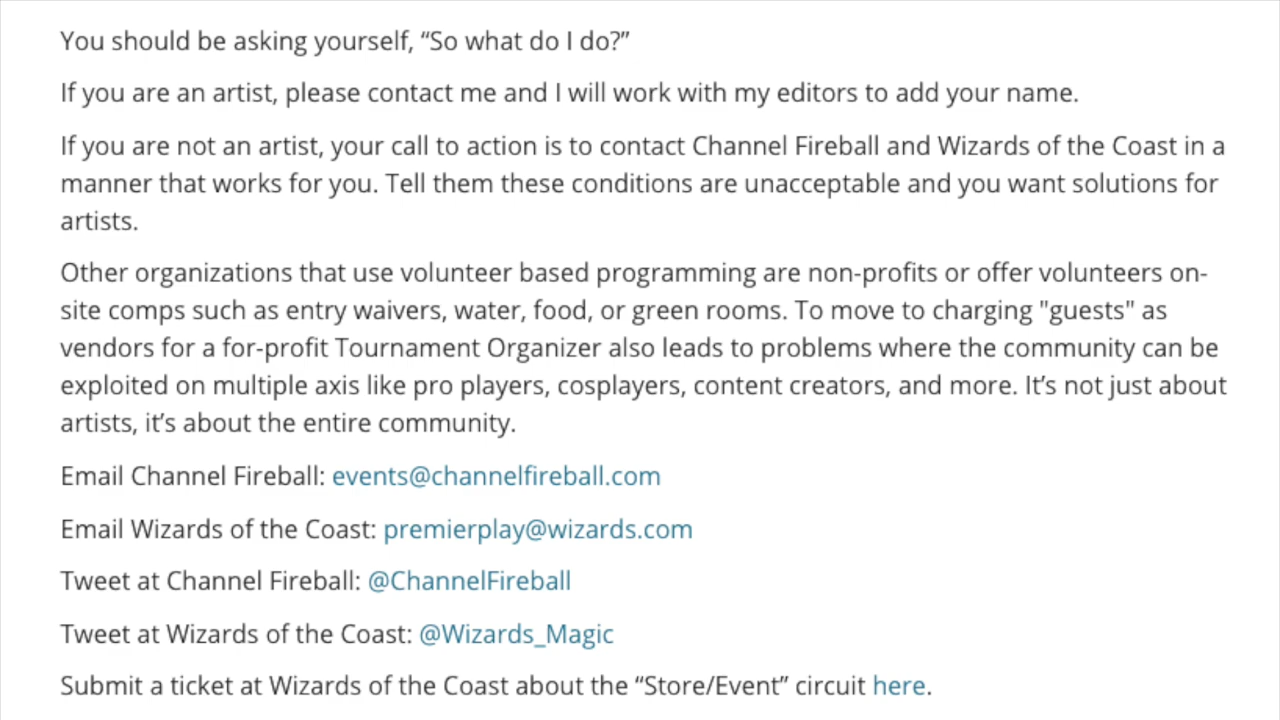 You should be asking yourself, “So what do I do?”
If you are an artist, please contact me and I will work with my editors to add your name.
If you are not an artist, your call to action is to contact Channel Fireball and Wizards of the Coast in a
manner that works for you. Tell them these conditions are unacceptable and you want solutions for
artists.
Other organizations that use volunteer based programming are non-profits or offer volunteers on-
site comps such as entry waivers, water, food, or green rooms. To move to charging "guests" as
vendors for a for-profit Tournament Organizer also leads to problems where the community can be
exploited on multiple axis like pro players, cosplayers, content creators, and more. It’s not just about
artists, it’s about the entire community.
Email Channel Fireball: events@channelfireball.com
Email Wizards of the Coast: premierplay@wizards.com
Tweet at Channel Fireball: @ChannelFireball
Tweet at Wizards of the Coast: @Wizards_Magic
Submit a ticket at Wizards of the Coast about the “Store/Event” circuit here.